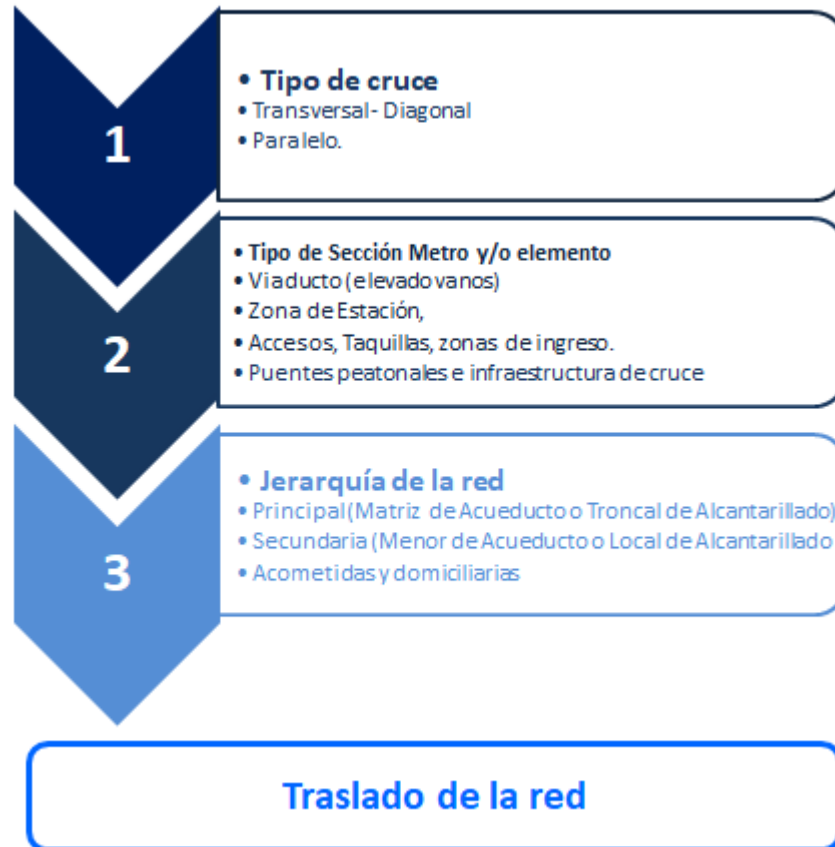 1
• Tipo de cruce
• Transversal- Diagonal
• Paralelo.
2
• Tipo de Sección Metro y/o elemento
• Viaducto (elevado vanos)
• Zona de Estación,
• Accesos, Taquillas, zonas de ingreso.
• Puentes peatonales e infraestructura de cruce
3
• Jerarquía de la red
• Principal (Matriz de Acueducto o Troncal de Alcantarillado)
• Secundaria (Menor de Acueducto o Local de Alcantarillado
• Acometidas y domiciliarias
Traslado de la red